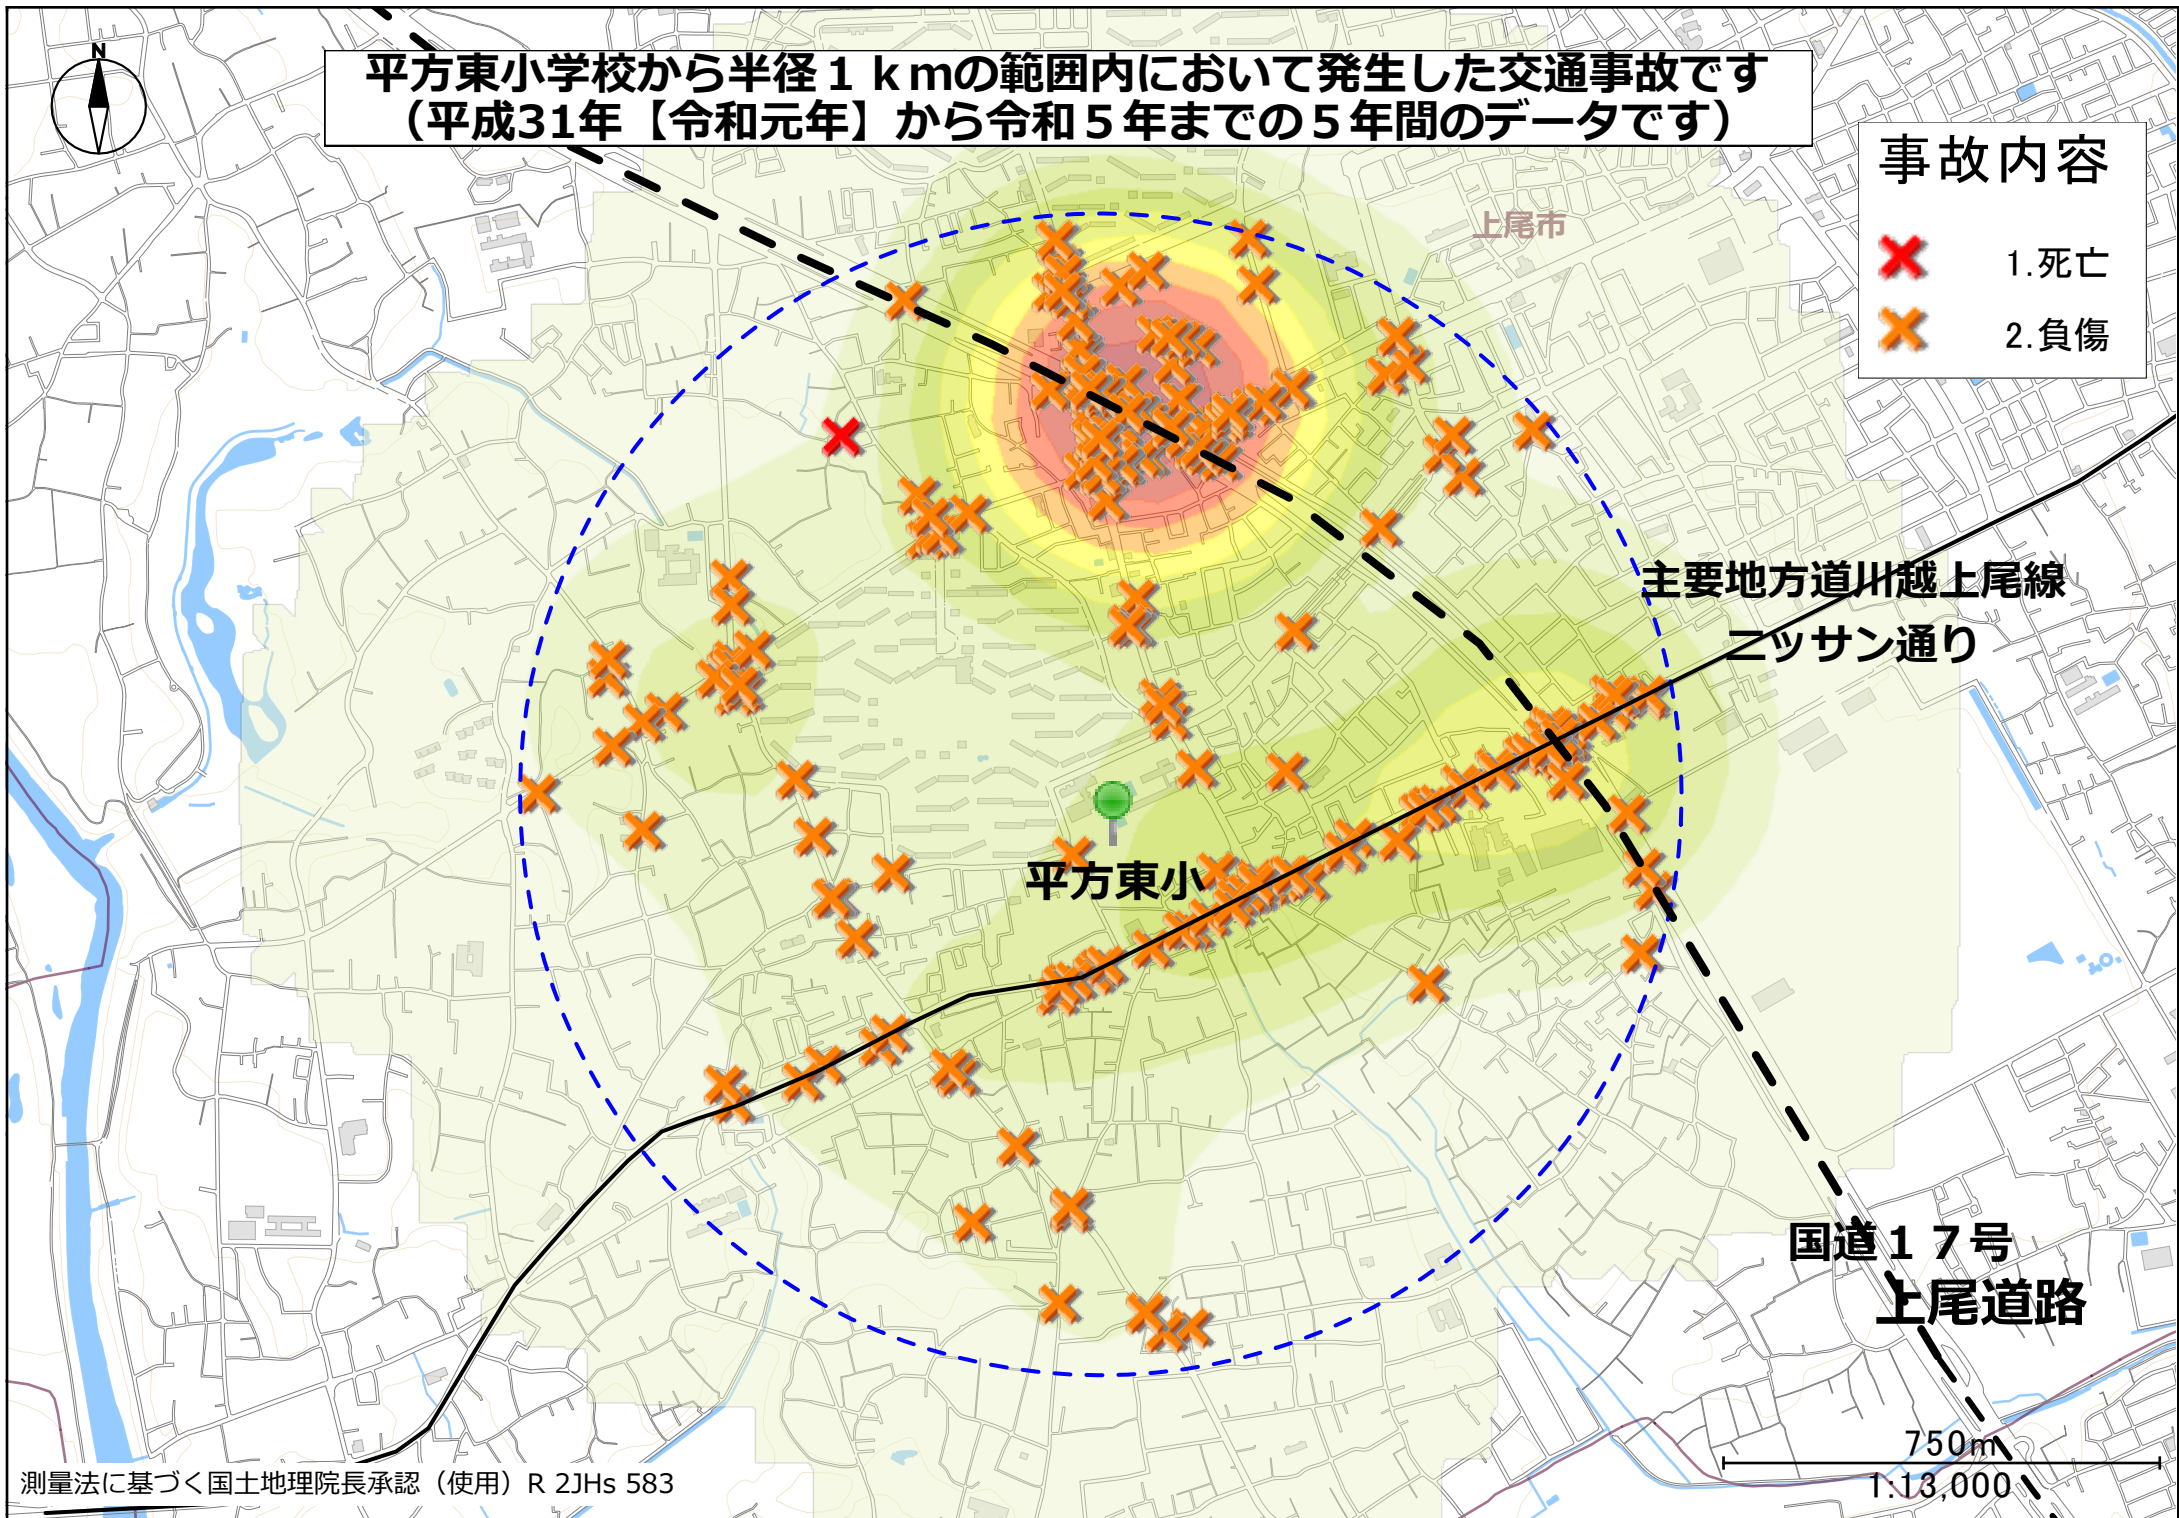 N
平方東小学校から半径１ｋｍの範囲内において発生した交通事故です
（平成31年【令和元年】から令和５年までの５年間のデータです）
事故内容
1.死亡
2.負傷
上尾市
主要地方道川越上尾線
ニッサン通り
平方東小
国道１７号
上尾道路
750m
1:13,000
測量法に基づく国土地理院長承認（使用）R 2JHs 583